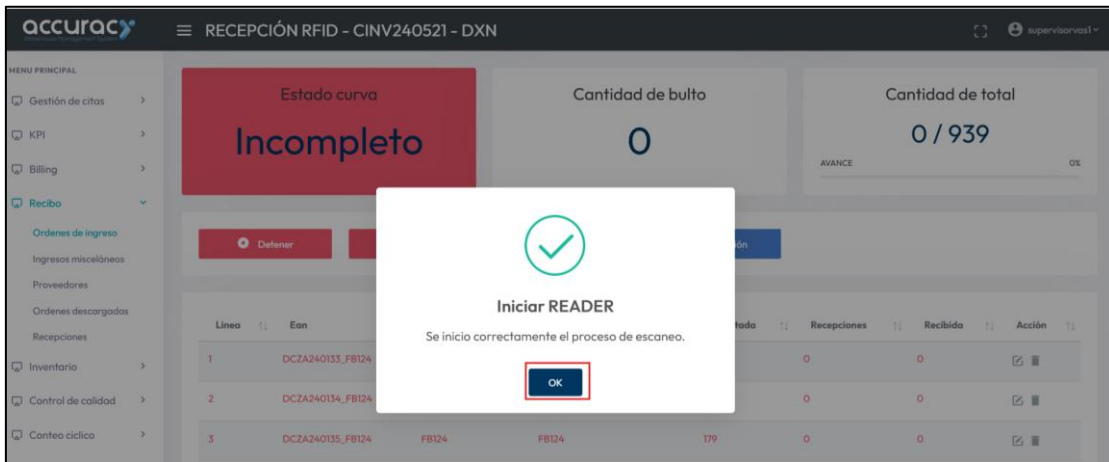 accuracy
RECEPCIÓN RFID - CINV240521 - DXN
supervisorvas1
MENU PRINCIPAL
Gestión de citas
KPI
Billing
Recibo
Ordenes de ingreso
Ingresos misceláneos
Proveedores
Ordenes descargadas
Recepciones
Inventario
Control de calidad
Conteo ciclico
Estado curva
Incompleto
Cantidad de bulto
0
Cantidad de total
0 / 939
AVANCE 0%
Detener
Iniciar READER
Se inicio correctamente el proceso de escaneo.
OK
Linea Ean Recepciones Recibida Acción
1 DCZA240133_FB124 0 0
2 DCZA240134_FB124 0 0
3 DCZA240135_FB124 FB124 FB124 179 0 0